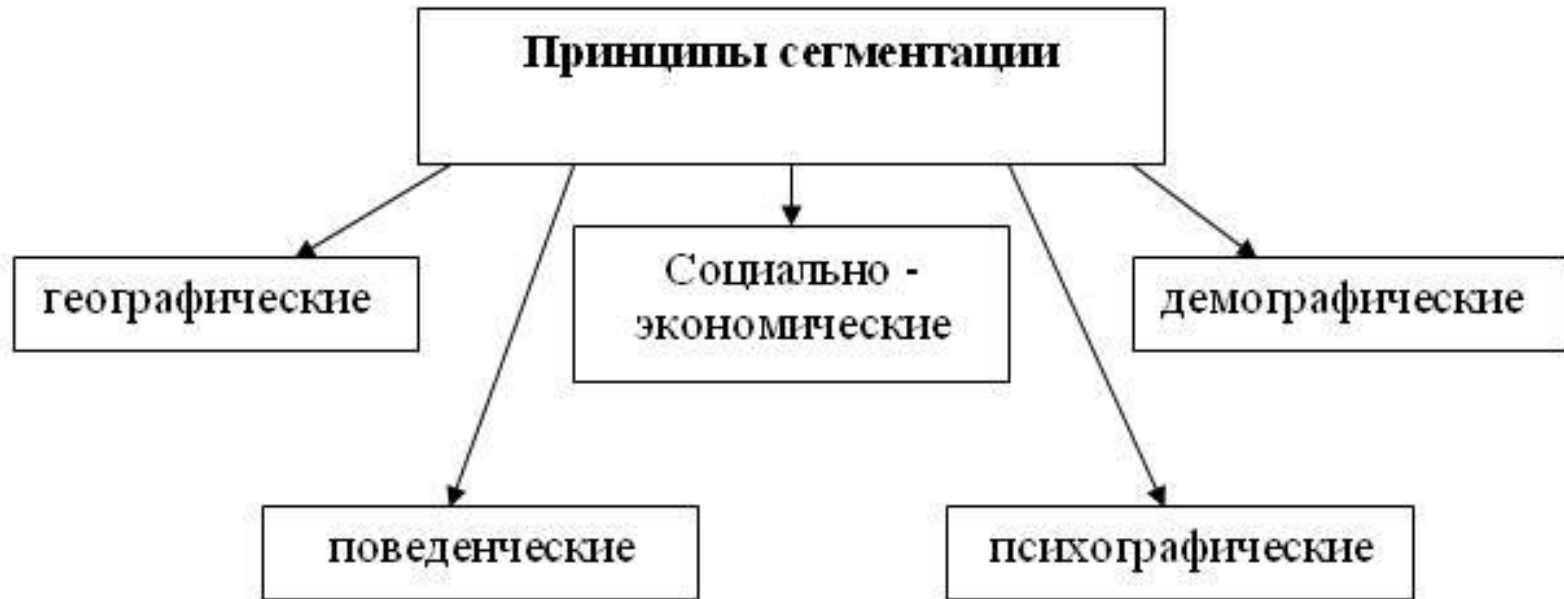 Принципы сегментации
географические
Социально -
экономические
демографические
поведенческие
психографические